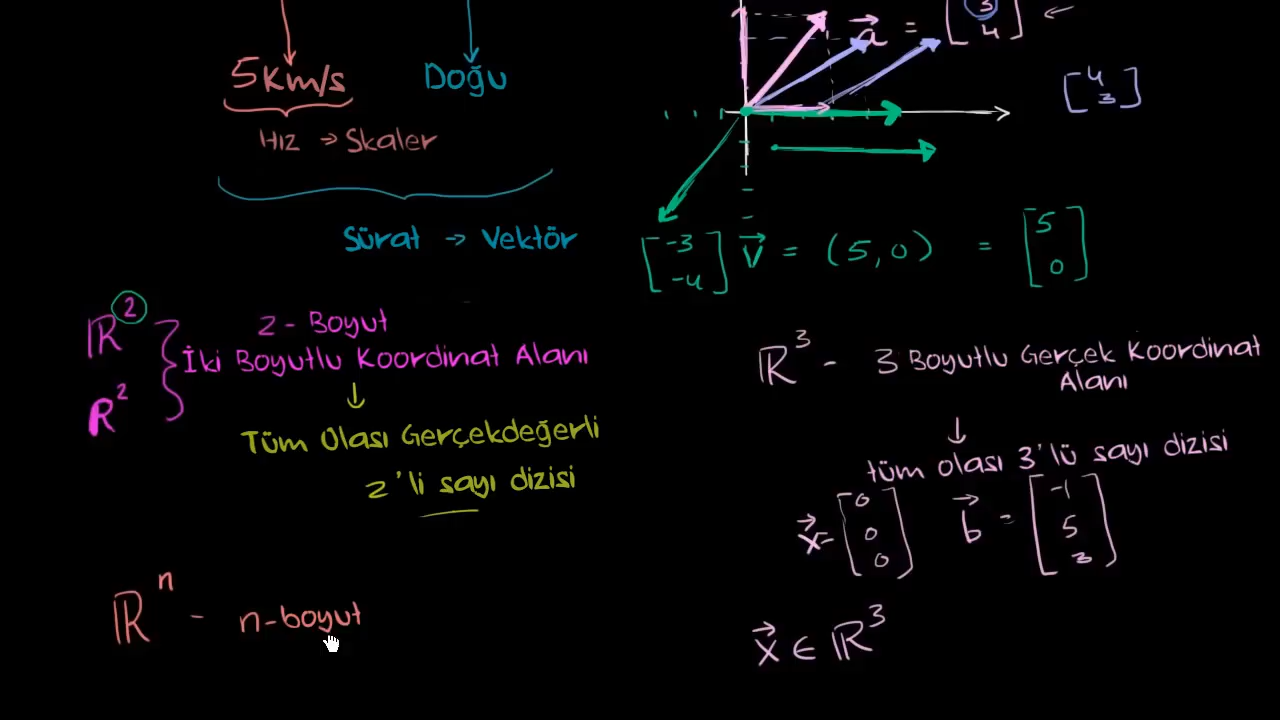 5Km/s
Doğu
Hız → Skaler
Sürat → Vektör
a = [3 4] ←
[4 3]
[-3 -4]
V = (5,0) = [5 0]
ℝ²
R²
2 - Boyut
İki Boyutlu Koordinat Alanı
↓
Tüm Olası Gerçekdeğerli
2'li sayı dizisi
ℝⁿ - n-boyut
ℝ³ - 3 Boyutlu Gerçek Koordinat
Alanı
↓
tüm olası 3'lü sayı dizisi
x = [0 0 0] b = [-1 5 3]
x ∈ ℝ³